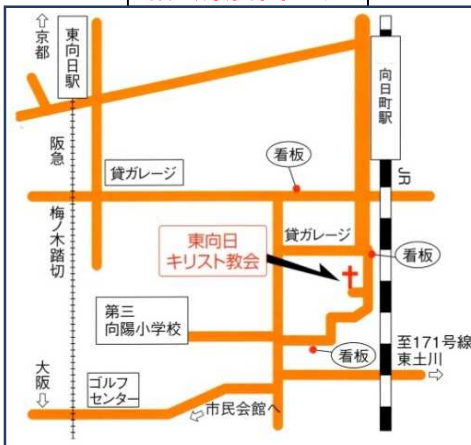 ⇧
京都
東向日駅
向日町駅
阪急
貸ガレージ
看板
JR
梅ノ木踏切
東向日
キリスト教会
貸ガレージ
看板
第三
向陽小学校
看板
至171号線
東土川
⇨
大阪
⇩
ゴルフ
センター
⇦市民会館へ